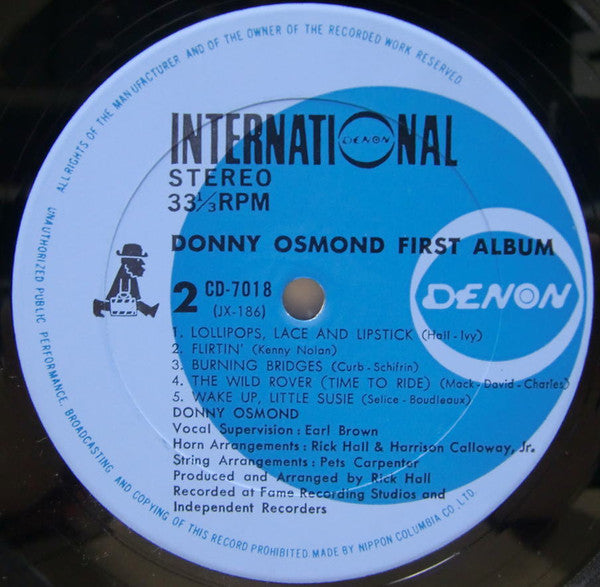 ALL RIGHTS OF THE MANUFACTURER AND OF THE OWNER OF THE RECORDED WORK RESERVED
UNAUTHORIZED PUBLIC PERFORMANCE, BROADCASTING AND COPYING OF THIS RECORD PROHIBITED.MADE BY NIPPON COLUMBIA CO., LTD.
INTERNATIONAL
DENON
STEREO
33 1/3 RPM
DONNY OSMOND FIRST ALBUM
2 CD-7018
(JX-186)
DENON
1. LOLLIPOPS, LACE AND LIPSTICK (Hall-Ivy)
2. FLIRTIN' (Kenny Nolan)
3. BURNING BRIDGES (Curb-Schifrin)
4. THE WILD ROVER (TIME TO RIDE) (Mack-David-Charles)
5. WAKE UP, LITTLE SUSIE (Selice-Boudleaux)
DONNY OSMOND
Vocal Supervision : Earl Brown
Horn Arrangements : Rick Hall & Harrison Calloway, Jr.
String Arrangements : Pets Carpentor
Produced and Arranged by Rick Hall
Recorded at Fame Recording Studios and
Independent Recorders